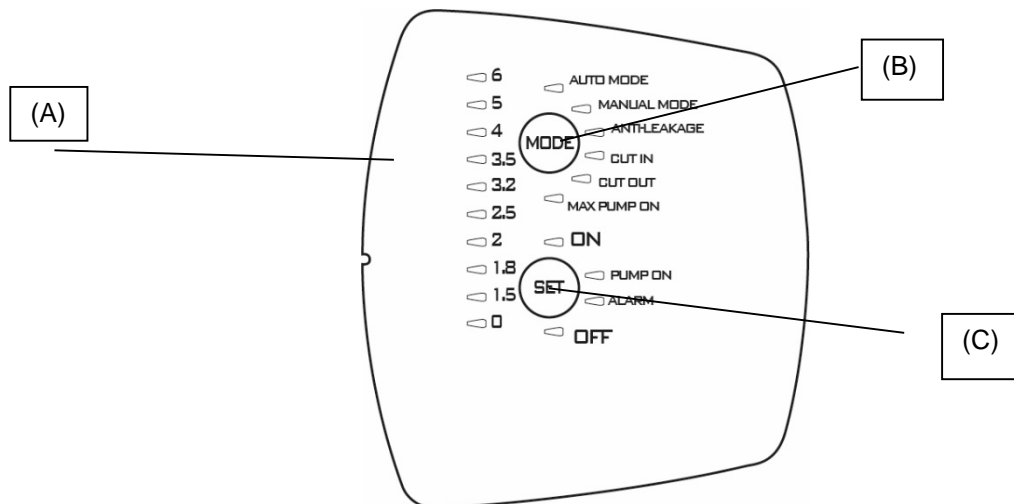 (A)
(B)
(C)
6
5
4
3.5
3.2
2.5
2
1.8
1.5
0
AUTO MODE
MANUAL MODE
ANTI-LEAKAGE
MODE
CUT IN
CUT OUT
MAX PUMP ON
ON
PUMP ON
SET
ALARM
OFF